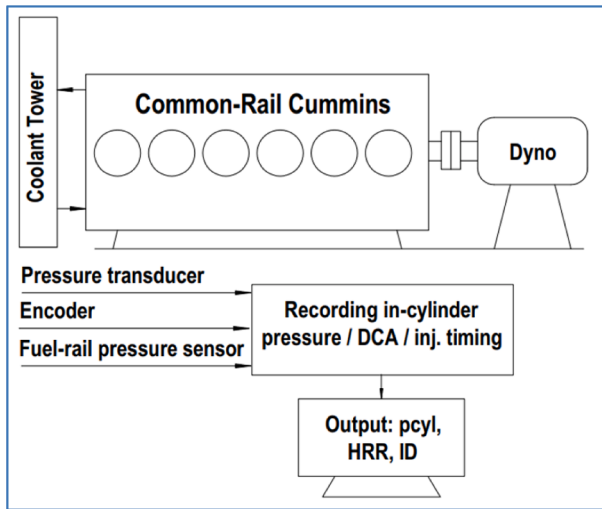 Coolant Tower
Common-Rail Cummins
Dyno
Pressure transducer
Encoder
Fuel-rail pressure sensor
Recording in-cylinder
pressure / DCA / inj. timing
Output: pcyl,
HRR, ID